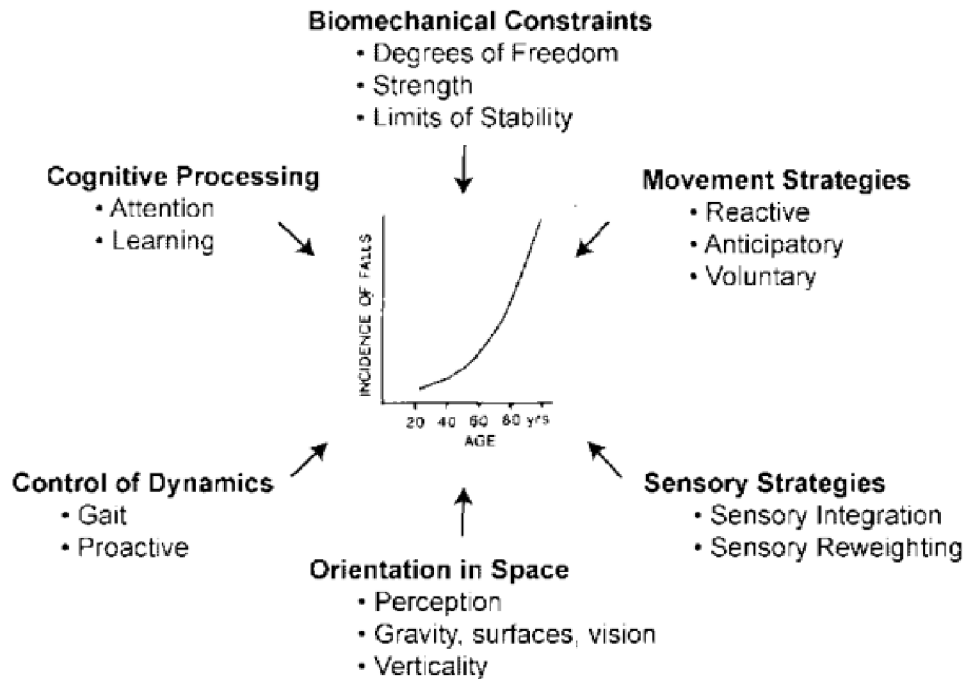 Biomechanical Constraints
• Degrees of Freedom
• Strength
• Limits of Stability
Cognitive Processing
• Attention
• Learning
Movement Strategies
• Reactive
• Anticipatory
• Voluntary
INCIDENCE OF FALLS
20 40 60 80 yrs
AGE
Control of Dynamics
• Gait
• Proactive
Sensory Strategies
• Sensory Integration
• Sensory Reweighting
Orientation in Space
• Perception
• Gravity, surfaces, vision
• Verticality